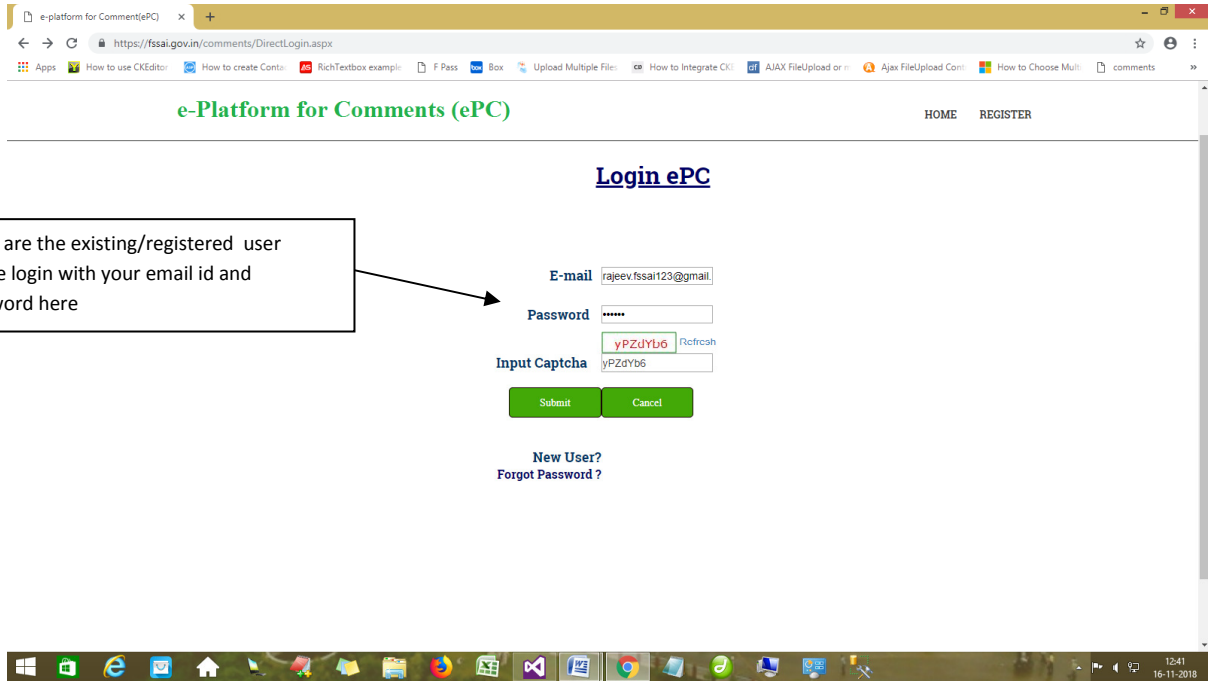 e-platform for Comment(ePC)
https://fssai.gov.in/comments/DirectLogin.aspx
Apps How to use CKEditor How to create Conta RichTextbox example F Pass Box Upload Multiple Files How to Integrate CKE AJAX FileUpload or Ajax FileUpload Cont How to Choose Mult comments »
e-Platform for Comments (ePC)
HOME REGISTER
Login ePC
are the existing/registered user
e login with your email id and
word here
E-mail rajeev.fssai123@gmail.
Password ••••••
yPZdYb6 Refresh
Input Captcha yPZdYb6
Submit Cancel
New User?
Forgot Password ?
12:41
16-11-2018